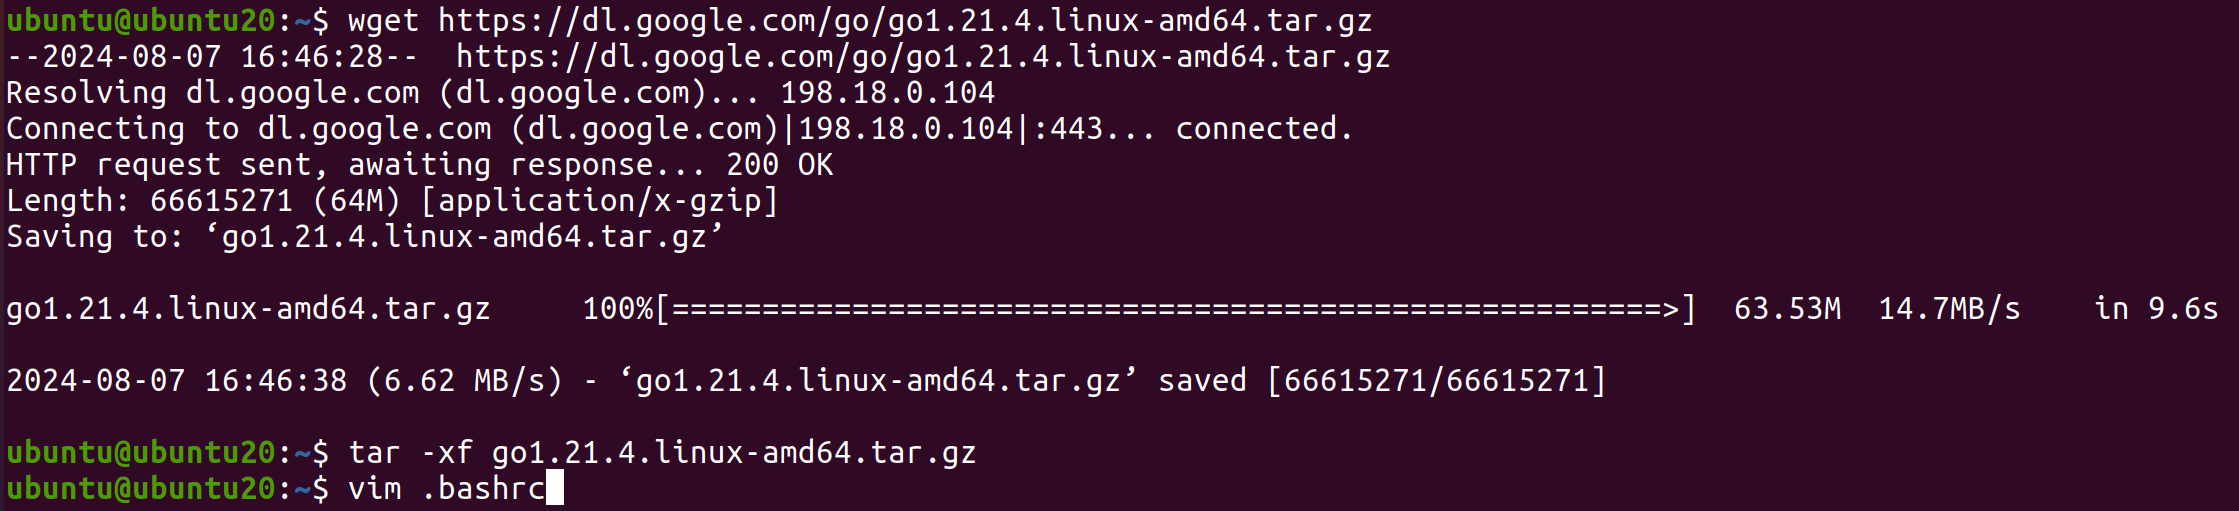 ubuntu@ubuntu20:~$ wget https://dl.google.com/go/go1.21.4.linux-amd64.tar.gz
--2024-08-07 16:46:28--  https://dl.google.com/go/go1.21.4.linux-amd64.tar.gz
Resolving dl.google.com (dl.google.com)... 198.18.0.104
Connecting to dl.google.com (dl.google.com)|198.18.0.104|:443... connected.
HTTP request sent, awaiting response... 200 OK
Length: 66615271 (64M) [application/x-gzip]
Saving to: ‘go1.21.4.linux-amd64.tar.gz’
go1.21.4.linux-amd64.tar.gz     100%[=======================================================>]  63.53M  14.7MB/s    in 9.6s
2024-08-07 16:46:38 (6.62 MB/s) - ‘go1.21.4.linux-amd64.tar.gz’ saved [66615271/66615271]
ubuntu@ubuntu20:~$ tar -xf go1.21.4.linux-amd64.tar.gz
ubuntu@ubuntu20:~$ vim .bashrc